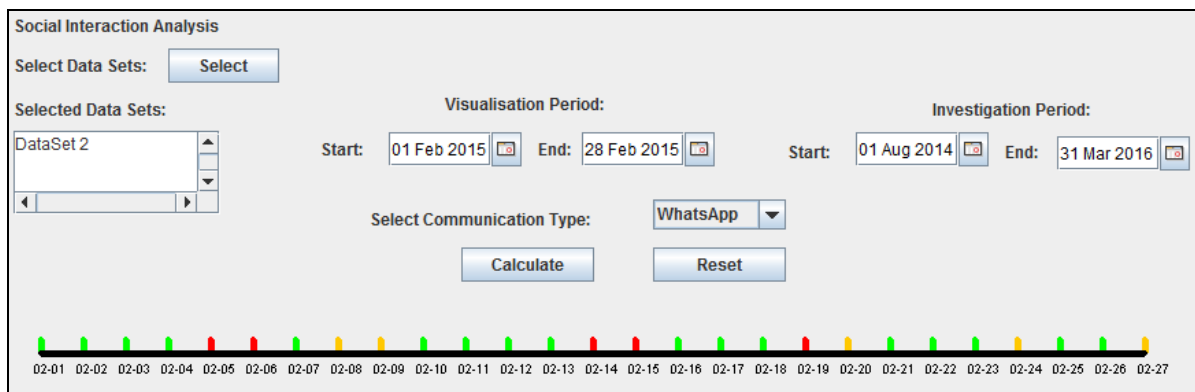 Social Interaction Analysis
Select Data Sets: Select
Selected Data Sets: Visualisation Period: Investigation Period:
DataSet 2
Start: 01 Feb 2015 End: 28 Feb 2015 Start: 01 Aug 2014 End: 31 Mar 2016
Select Communication Type: WhatsApp
Calculate Reset
02-01 02-02 02-03 02-04 02-05 02-06 02-07 02-08 02-09 02-10 02-11 02-12 02-13 02-14 02-15 02-16 02-17 02-18 02-19 02-20 02-21 02-22 02-23 02-24 02-25 02-26 02-27